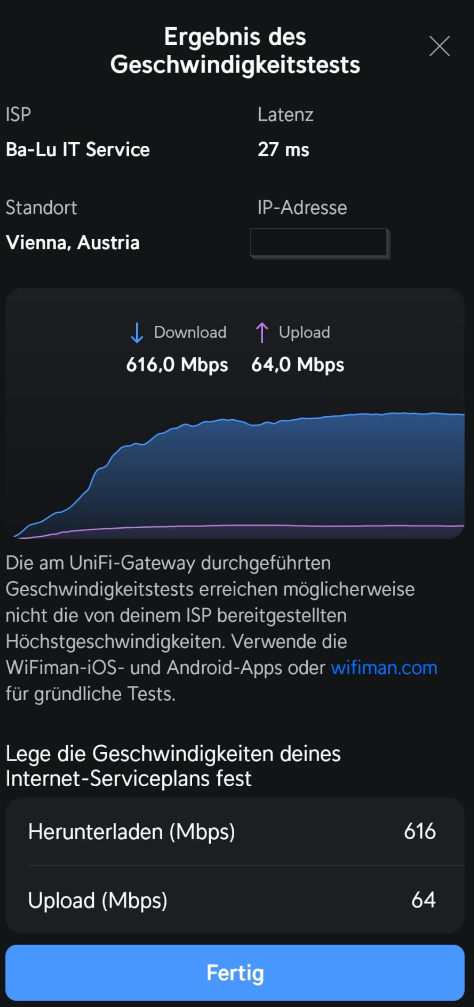 Ergebnis des
Geschwindigkeitstests
ISP
Latenz
Ba-Lu IT Service
27 ms
Standort
IP-Adresse
Vienna, Austria
Download
Upload
616,0 Mbps
64,0 Mbps
Die am UniFi-Gateway durchgeführten
Geschwindigkeitstests erreichen möglicherweise
nicht die von deinem ISP bereitgestellten
Höchstgeschwindigkeiten. Verwende die
WiFiman-iOS- und Android-Apps oder wifiman.com
für gründliche Tests.
Lege die Geschwindigkeiten deines
Internet-Serviceplans fest
Herunterladen (Mbps)
616
Upload (Mbps)
64
Fertig